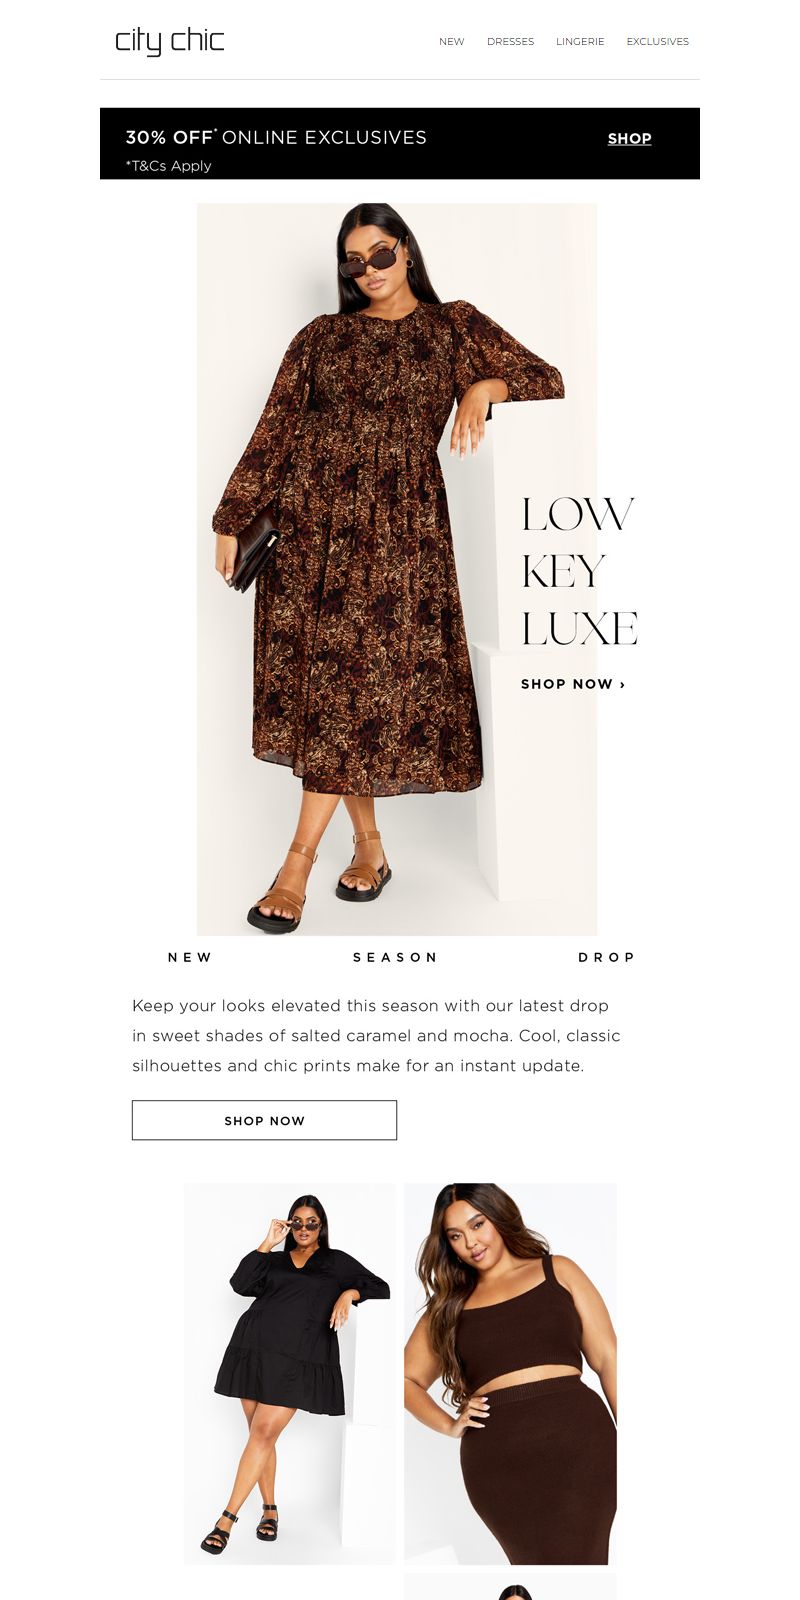 city chic
NEW DRESSES LINGERIE EXCLUSIVES
30% OFF* ONLINE EXCLUSIVES
SHOP
*T&Cs Apply
LOW
KEY
LUXE
SHOP NOW ›
NEW SEASON DROP
Keep your looks elevated this season with our latest drop
in sweet shades of salted caramel and mocha. Cool, classic
silhouettes and chic prints make for an instant update.
SHOP NOW